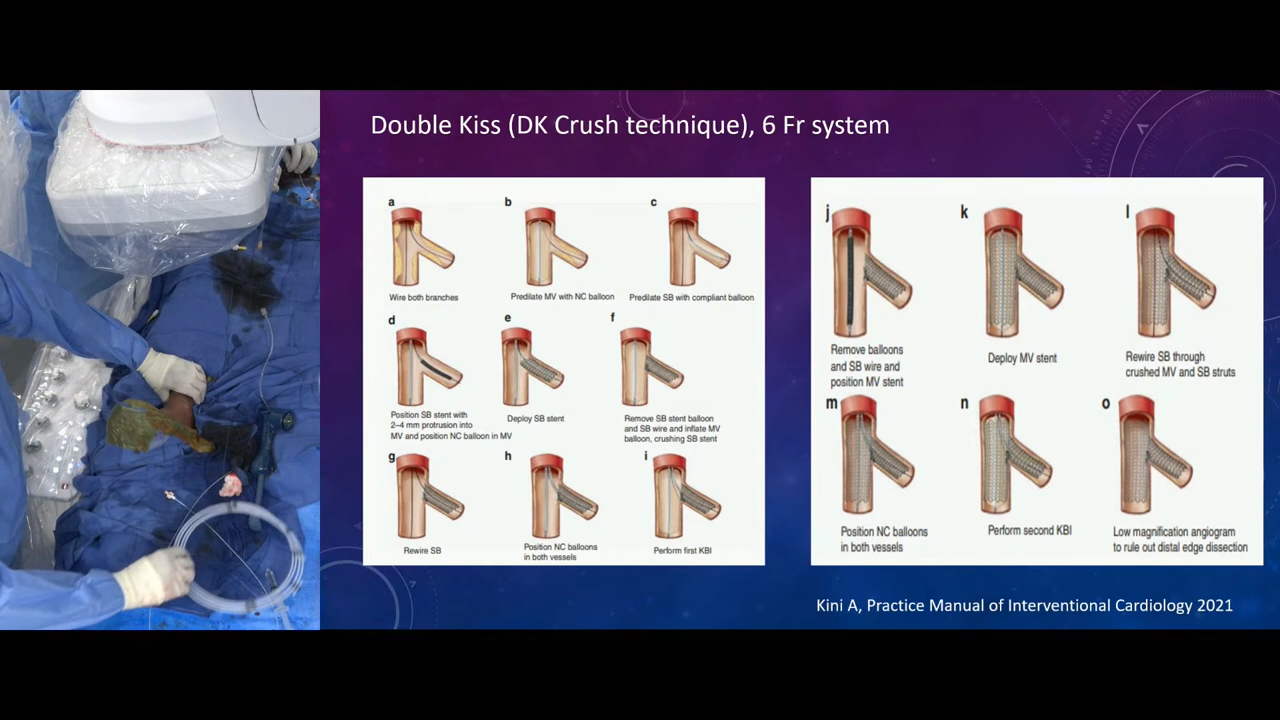 Double Kiss (DK Crush technique), 6 Fr system
a
b
c
Wire both branches
Predilate MV with NC balloon
Predilate SB with compliant balloon
d
e
f
Position SB stent with
2–4 mm protrusion into
MV and position NC balloon in MV
Deploy SB stent
Remove SB stent balloon
and SB wire and inflate MV
balloon, crushing SB stent
g
h
i
Rewire SB
Position NC balloons
in both vessels
Perform first KBI
j
k
l
Remove balloons
and SB wire and
position MV stent
Deploy MV stent
Rewire SB through
crushed MV and SB struts
m
n
o
Position NC balloons
in both vessels
Perform second KBI
Low magnification angiogram
to rule out distal edge dissection
Kini A, Practice Manual of Interventional Cardiology 2021